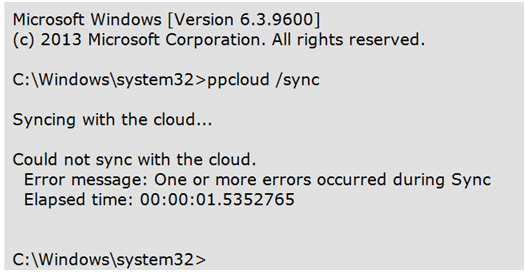 Microsoft Windows [Version 6.3.9600]
(c) 2013 Microsoft Corporation. All rights reserved.
C:\Windows\system32>ppcloud /sync
Syncing with the cloud...
Could not sync with the cloud.
Error message: One or more errors occurred during Sync
Elapsed time: 00:00:01.5352765
C:\Windows\system32>